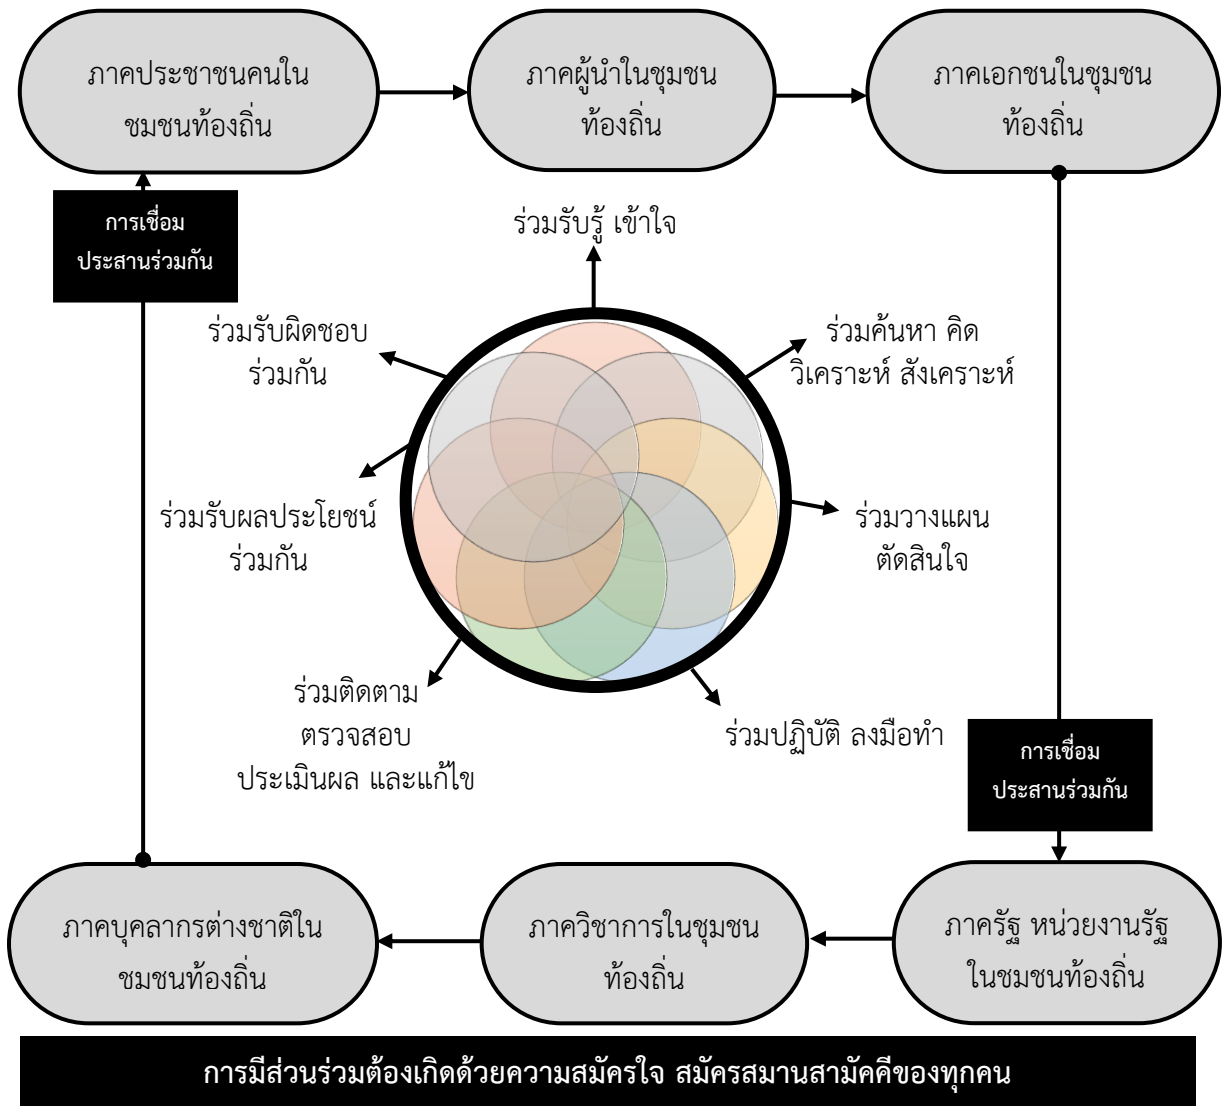 ภาคประชาชนคนใน
ชมชนท้องถิ่น
ภาคผู้นำในชุมชน
ท้องถิ่น
ภาคเอกชนในชุมชน
ท้องถิ่น
การเชื่อม
ประสานร่วมกัน
ร่วมรับรู้ เข้าใจ
ร่วมรับผิดชอบ
ร่วมกัน
ร่วมค้นหา คิด
วิเคราะห์ สังเคราะห์
ร่วมรับผลประโยชน์
ร่วมกัน
ร่วมวางแผน
ตัดสินใจ
ร่วมติดตาม
ตรวจสอบ
ประเมินผล และแก้ไข
ร่วมปฏิบัติ ลงมือทำ
การเชื่อม
ประสานร่วมกัน
ภาคบุคลากรต่างชาติใน
ชมชนท้องถิ่น
ภาควิชาการในชุมชน
ท้องถิ่น
ภาครัฐ หน่วยงานรัฐ
ในชมชนท้องถิ่น
การมีส่วนร่วมต้องเกิดด้วยความสมัครใจ สมัครสมานสามัคคีของทุกคน